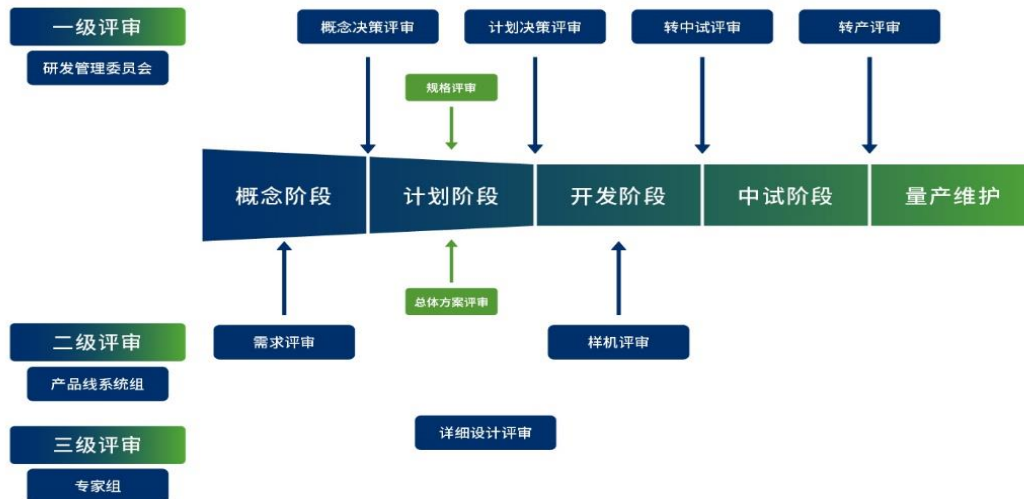 一级评审
研发管理委员会
概念决策评审
计划决策评审
转中试评审
转产评审
规格评审
概念阶段
计划阶段
开发阶段
中试阶段
量产维护
总体方案评审
二级评审
产品线系统组
需求评审
样机评审
三级评审
专家组
详细设计评审